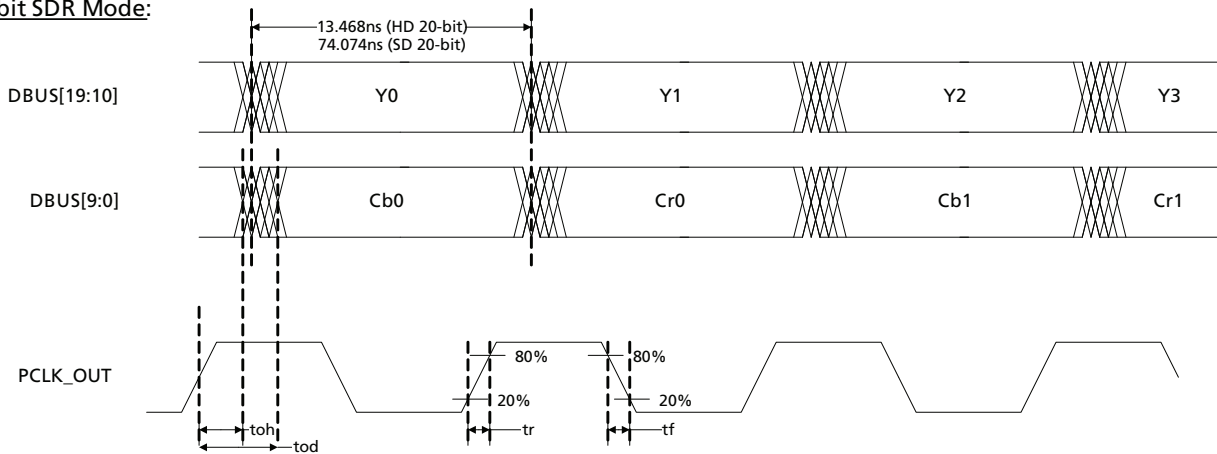 bit SDR Mode:
13.468ns (HD 20-bit)
74.074ns (SD 20-bit)
DBUS[19:10]
Y0
Y1
Y2
Y3
DBUS[9:0]
Cb0
Cr0
Cb1
Cr1
PCLK_OUT
80%
80%
20%
20%
toh
tr
tf
tod